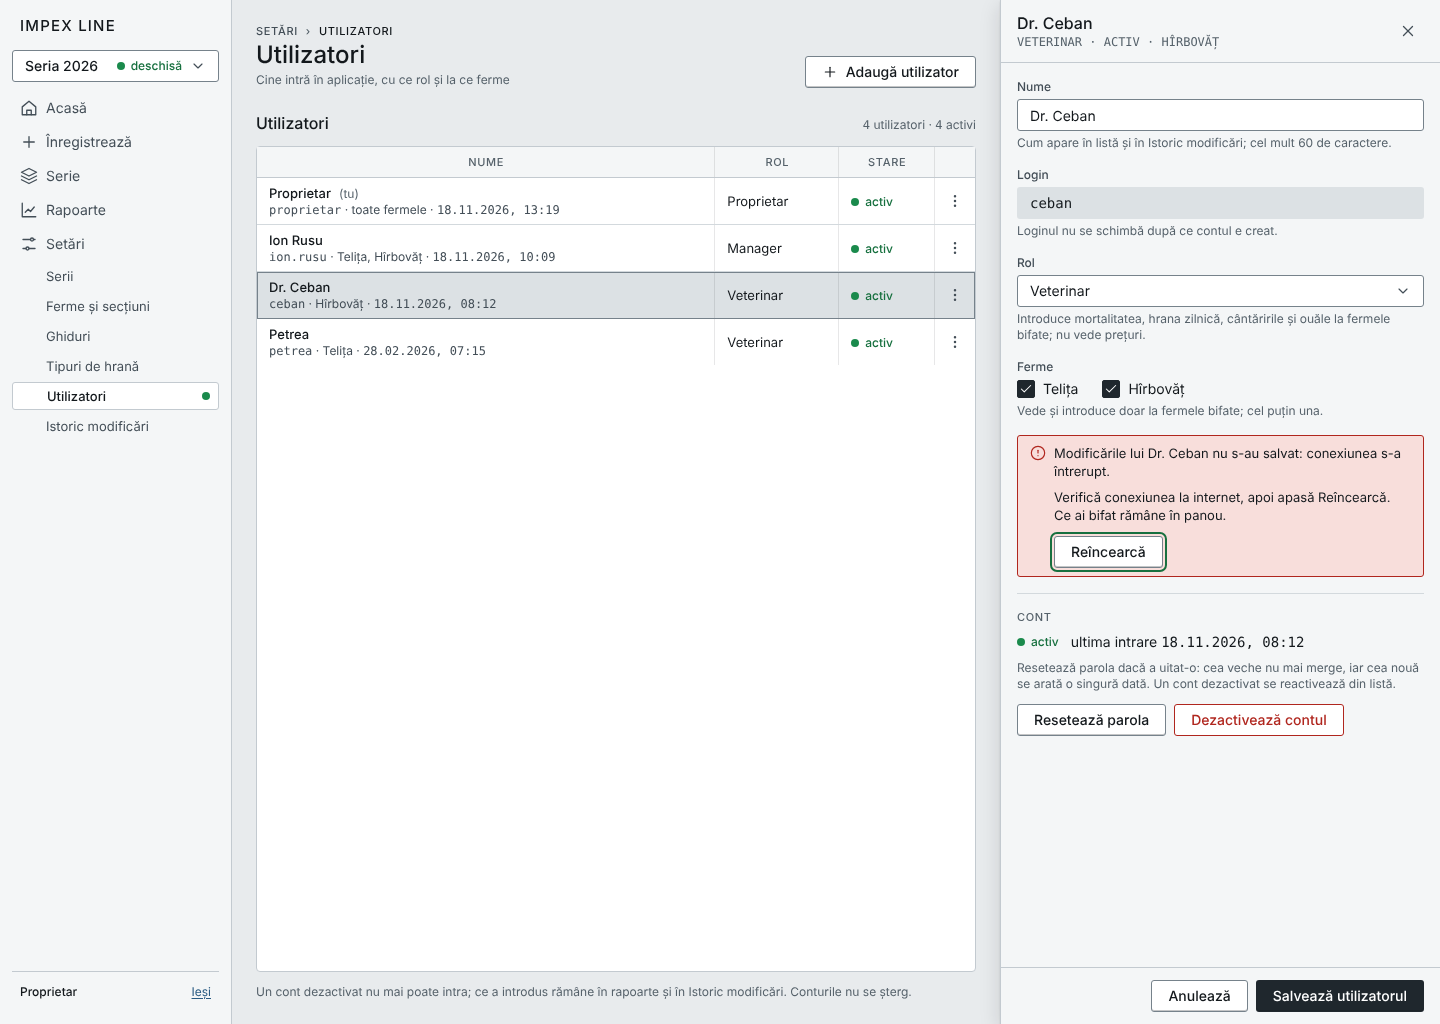 IMPEX LINE
Seria 2026 deschisă
Acasă
Înregistrează
Serie
Rapoarte
Setări
Serii
Ferme și secțiuni
Ghiduri
Tipuri de hrană
Utilizatori
Istoric modificări
Proprietar Ieși
SETĂRI › UTILIZATORI
Utilizatori
Cine intră în aplicație, cu ce rol și la ce ferme
Adaugă utilizator
Utilizatori 4 utilizatori · 4 activi
NUME ROL STARE
Proprietar (tu) Proprietar activ
proprietar · toate fermele · 18.11.2026, 13:19
Ion Rusu Manager activ
ion.rusu · Telița, Hîrbovăț · 18.11.2026, 10:09
Dr. Ceban Veterinar activ
ceban · Hîrbovăț · 18.11.2026, 08:12
Petrea Veterinar activ
petrea · Telița · 28.02.2026, 07:15
Un cont dezactivat nu mai poate intra; ce a introdus rămâne în rapoarte și în Istoric modificări. Conturile nu se șterg.
Dr. Ceban
VETERINAR · ACTIV · HÎRBOVĂȚ
Nume
Dr. Ceban
Cum apare în listă și în Istoric modificări; cel mult 60 de caractere.
Login
ceban
Loginul nu se schimbă după ce contul e creat.
Rol
Veterinar
Introduce mortalitatea, hrana zilnică, cântăririle și ouăle la fermele
bifate; nu vede prețuri.
Ferme
Telița Hîrbovăț
Vede și introduce doar la fermele bifate; cel puțin una.
Modificările lui Dr. Ceban nu s-au salvat: conexiunea s-a
întrerupt.
Verifică conexiunea la internet, apoi apasă Reîncearcă.
Ce ai bifat rămâne în panou.
Reîncearcă
CONT
activ ultima intrare 18.11.2026, 08:12
Resetează parola dacă a uitat-o: cea veche nu mai merge, iar cea nouă
se arată o singură dată. Un cont dezactivat se reactivează din listă.
Resetează parola Dezactivează contul
Anulează Salvează utilizatorul